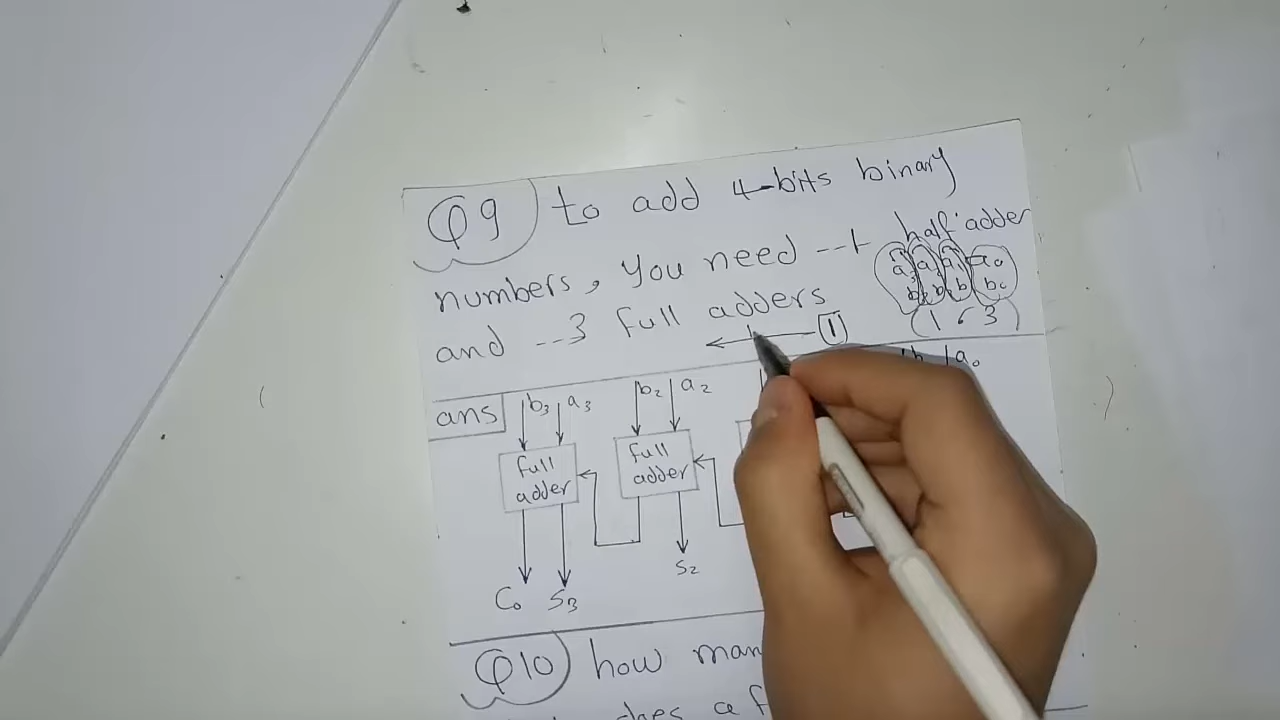 Q9 to add 4-bits binary
numbers, you need --1 half adder
and --3 full adders
a3 a2 a1 a0
b3 b2 b1 b0
(1 , 3)
1
ans
b3 a3 b2 a2 a0
full adder full adder
C0 S3 S2
Q10 how man
does a f